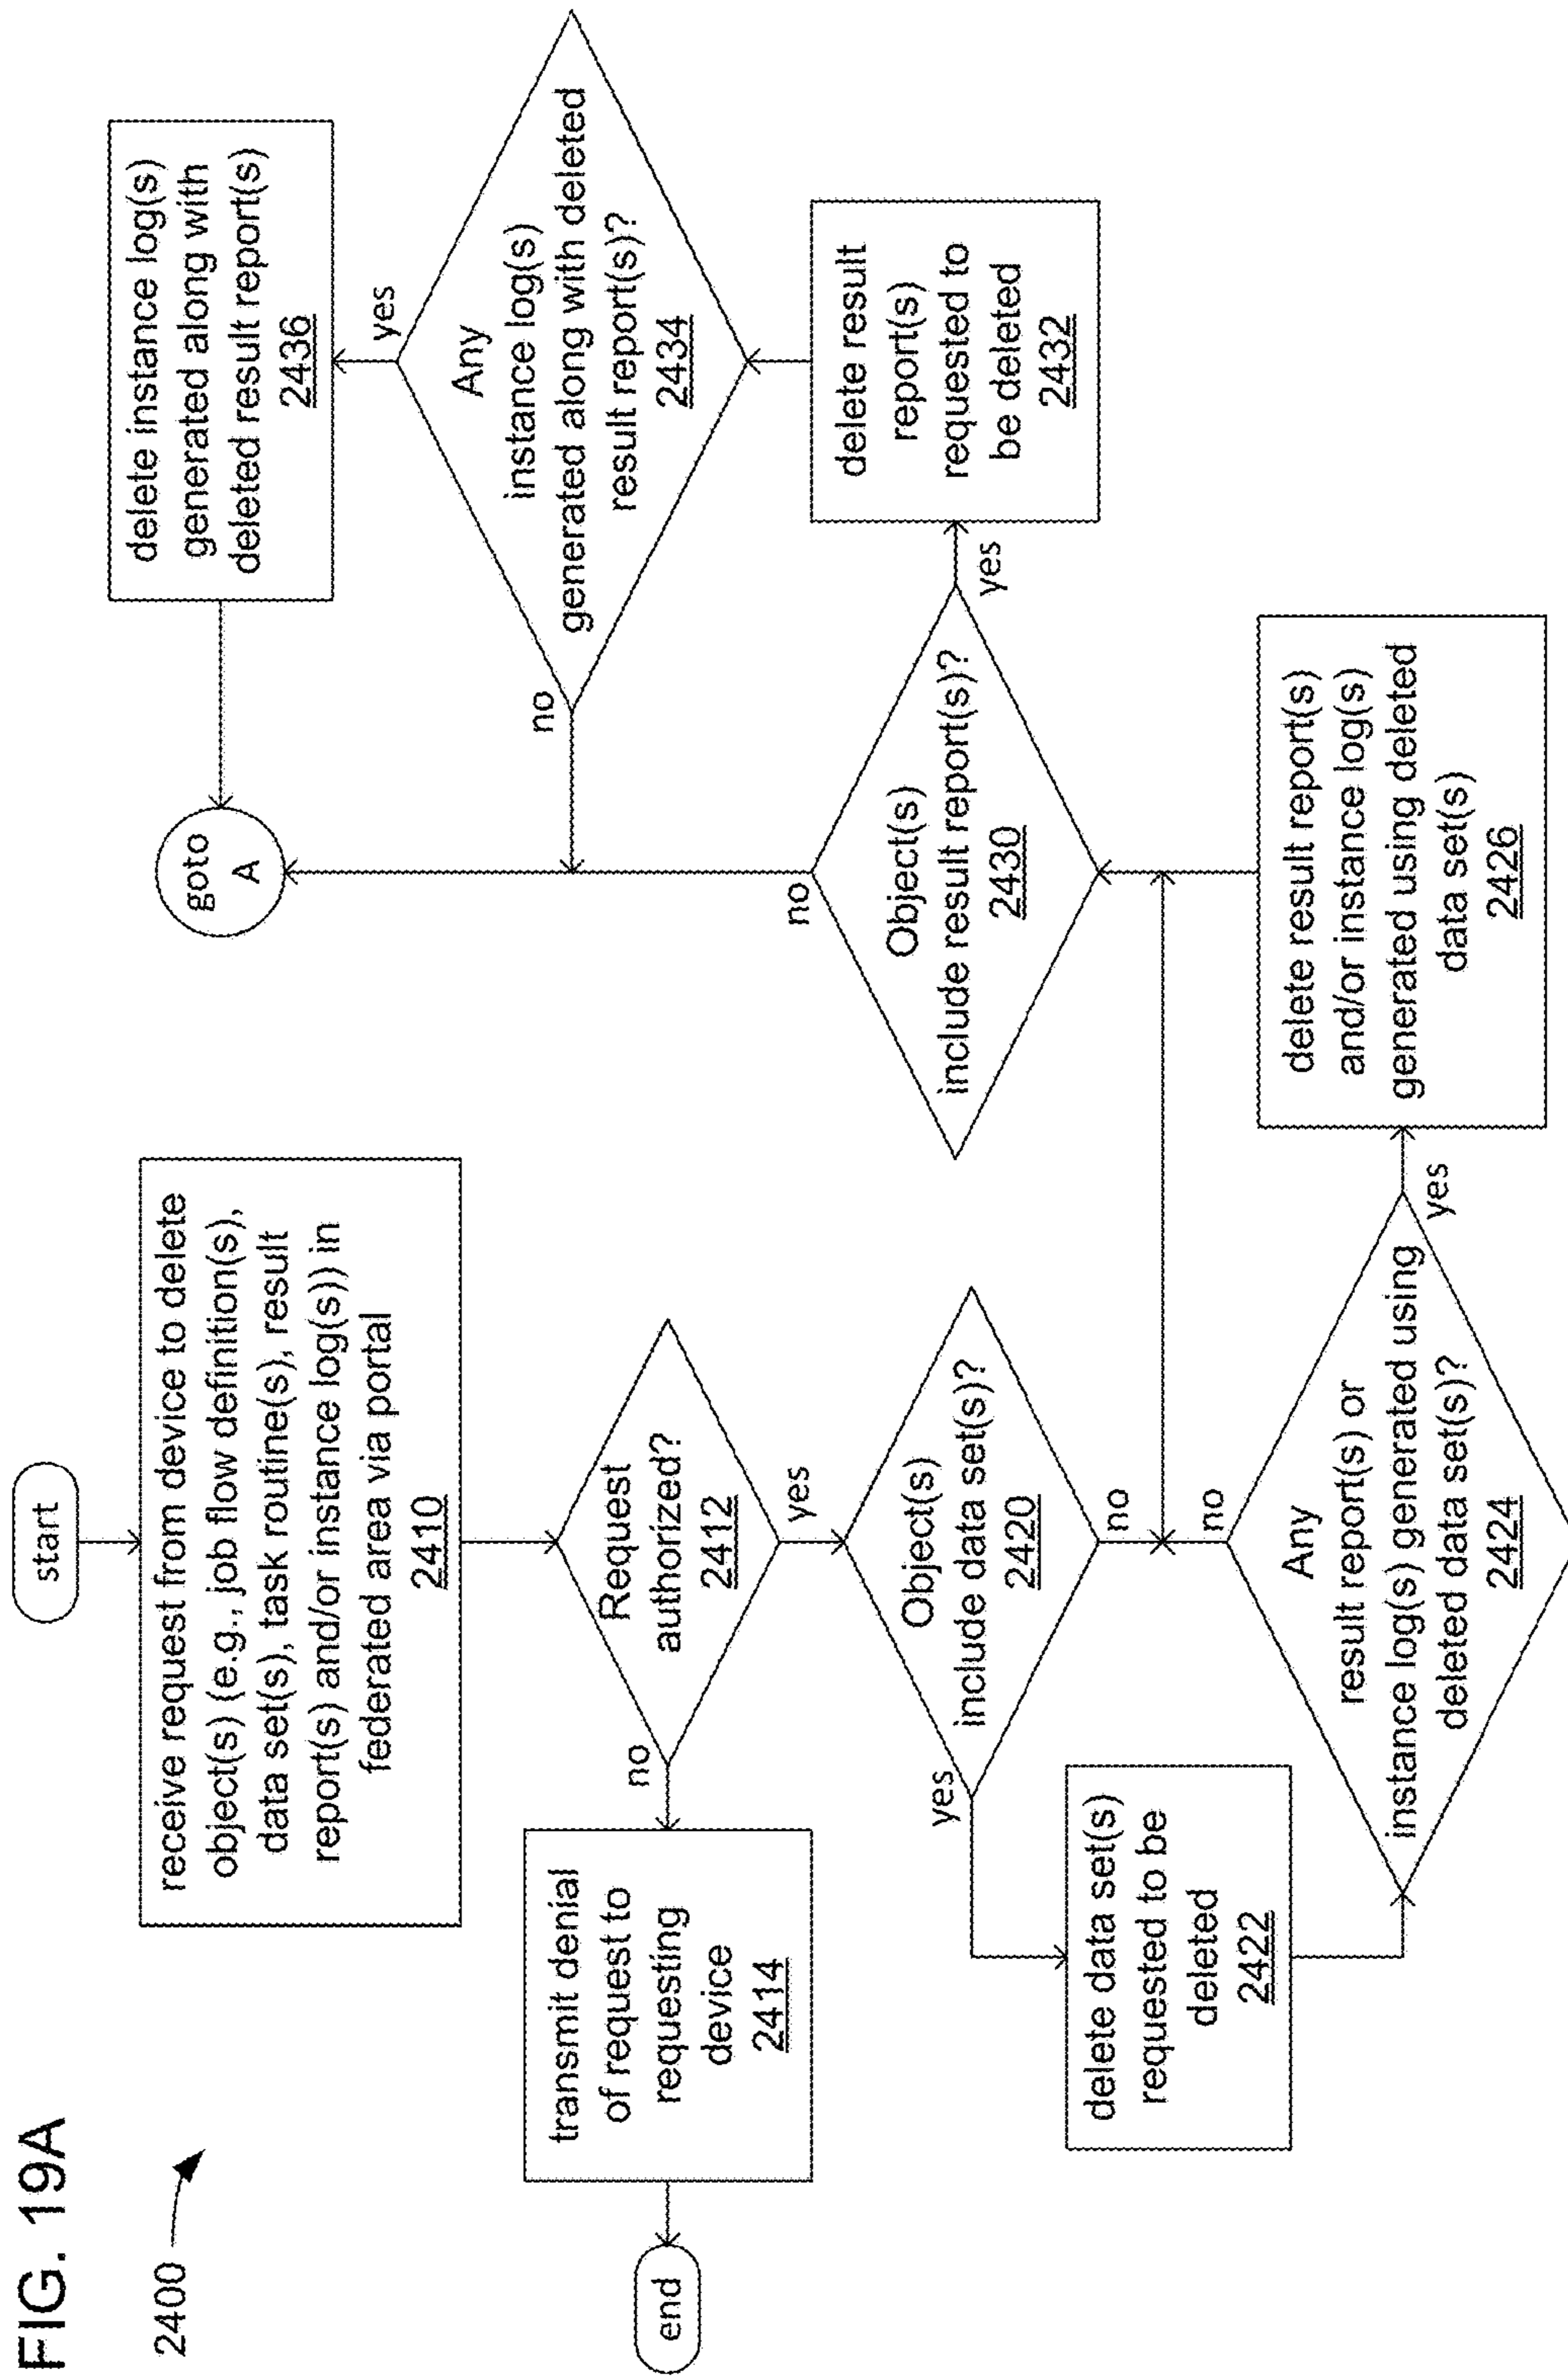 FIG. 19A
2400
start
receive request from device to delete
object(s) (e.g., job flow definition(s),
data set(s), task routine(s), result
report(s) and/or instance log(s)) in
federated area via portal
2410
Request
authorized?
2412
no
yes
transmit denial
of request to
requesting
device
2414
end
Object(s)
include data set(s)?
2420
yes
no
delete data set(s)
requested to be
deleted
2422
Any
result report(s) or
instance log(s) generated using
deleted data set(s)?
2424
no
yes
delete result report(s)
and/or instance log(s)
generated using deleted
data set(s)
2426
Object(s)
include result report(s)?
2430
no
yes
delete result
report(s)
requested to
be deleted
2432
Any
instance log(s)
generated along with deleted
result report(s)?
2434
no
yes
delete instance log(s)
generated along with
deleted result report(s)
2436
goto
A